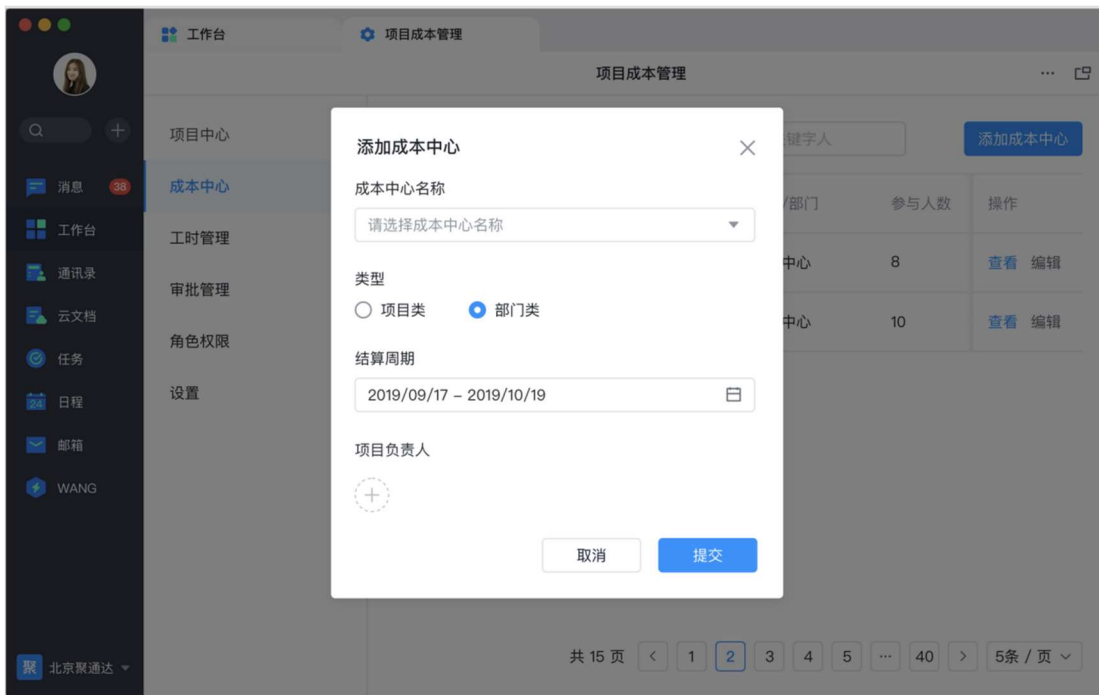 工作台
项目成本管理
项目成本管理
38
消息
工作台
通讯录
云文档
任务
24
日程
邮箱
WANG
聚
北京聚通达
项目中心
成本中心
工时管理
审批管理
角色权限
设置
键字人
添加成本中心
/部门
参与人数
操作
中心
8
查看 编辑
中心
10
查看 编辑
添加成本中心
成本中心名称
请选择成本中心名称
类型
项目类
部门类
结算周期
2019/09/17 – 2019/10/19
项目负责人
取消
提交
共 15 页 < 1 2 3 4 5 ··· 40 > 5条 / 页